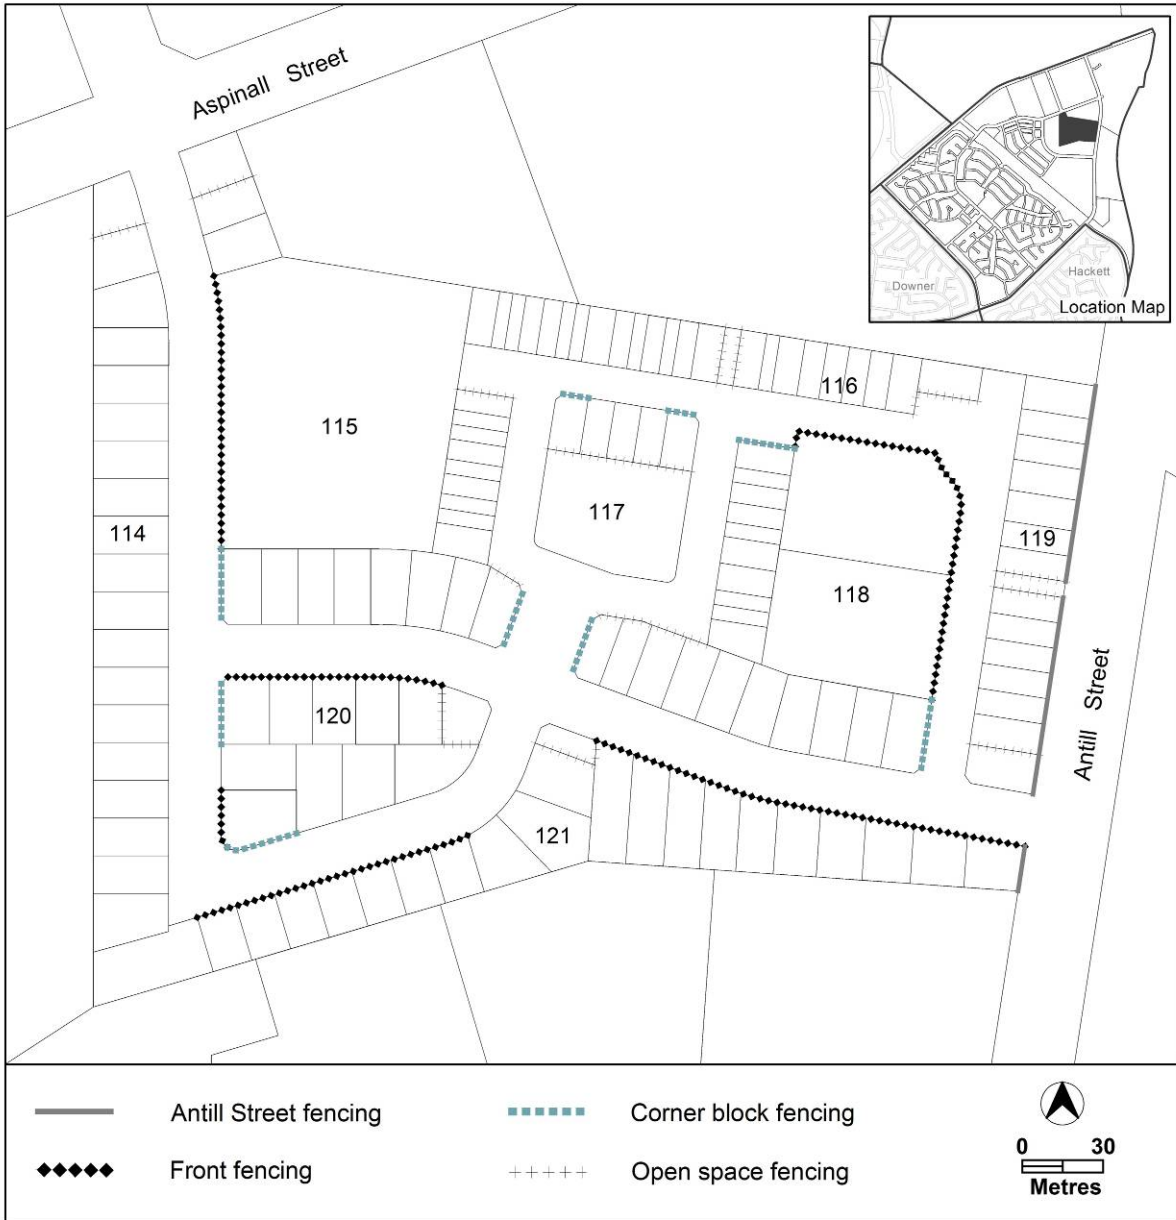 Aspinall Street
Downer
Hackett
Location Map
116
115
117
114
119
118
120
121
Antill Street
Antill Street fencing
Corner block fencing
Front fencing
Open space fencing
0 30
Metres